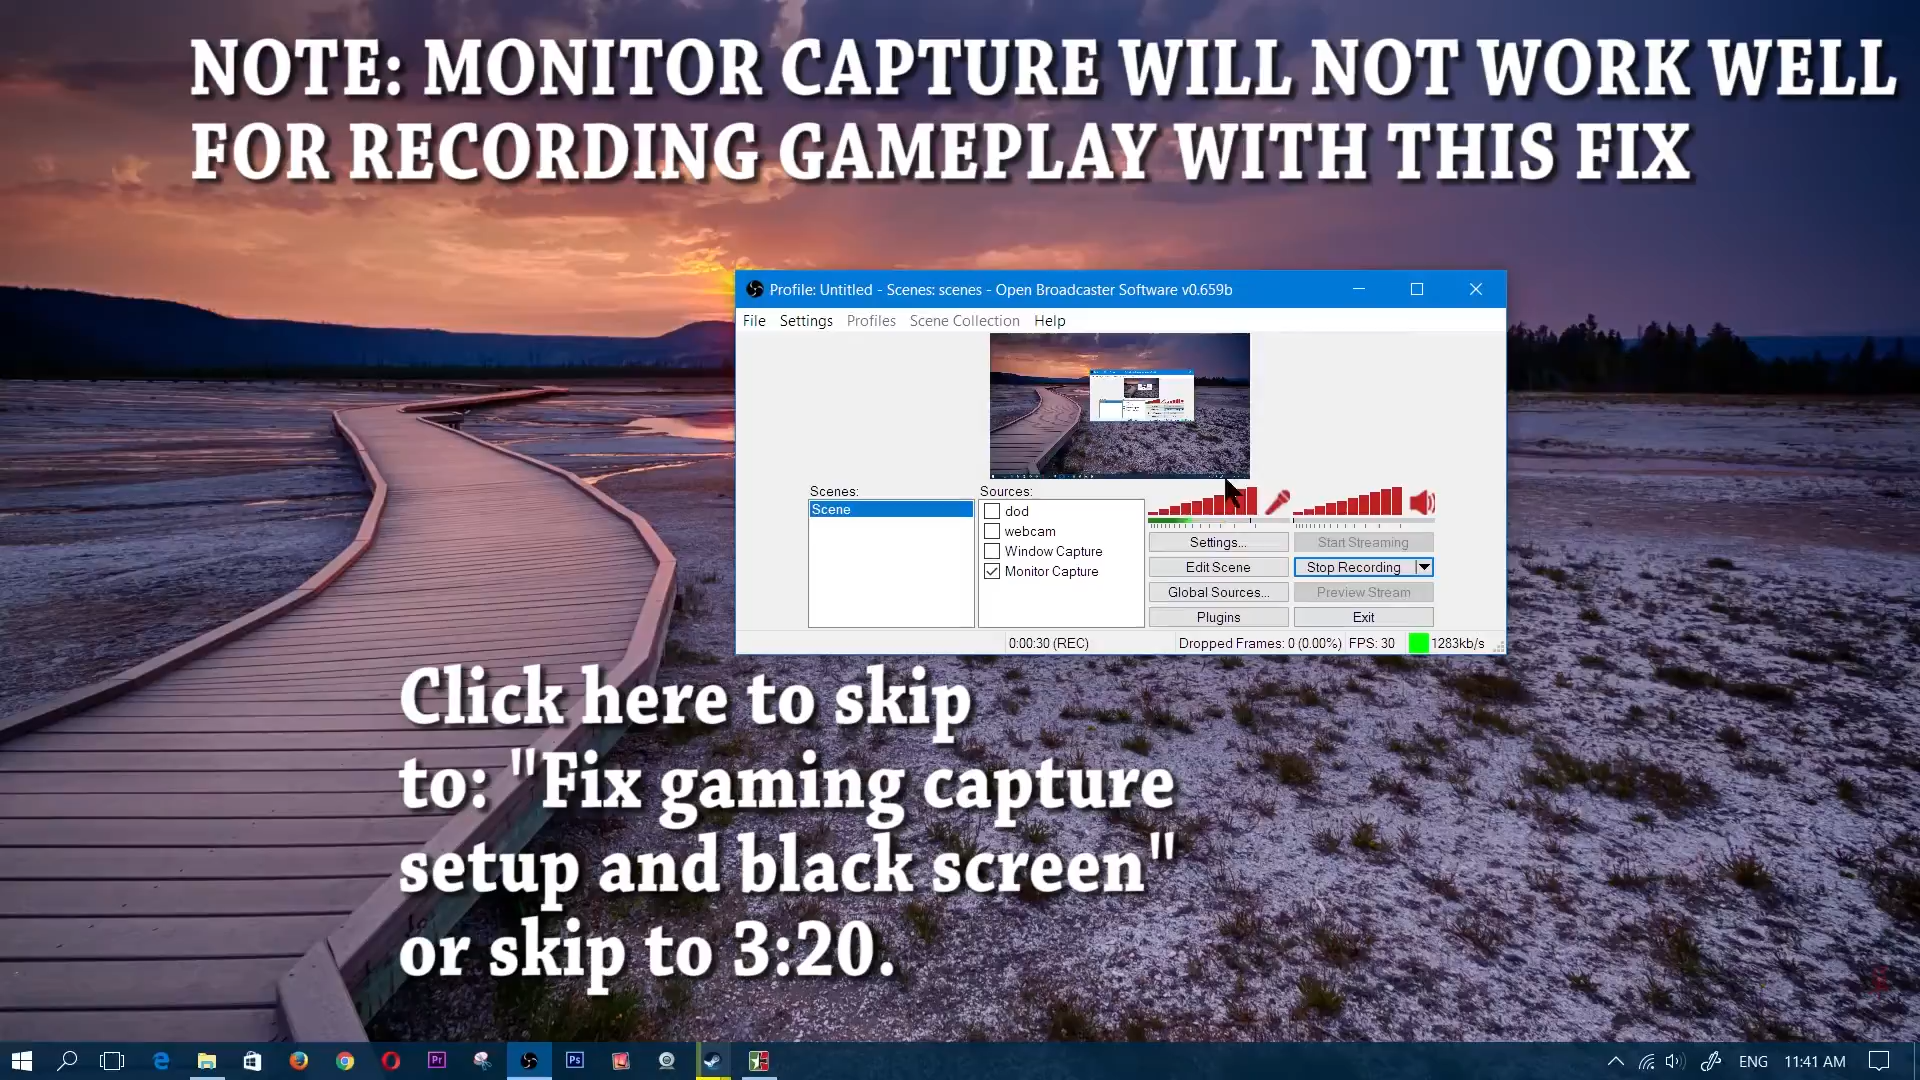 NOTE: MONITOR CAPTURE WILL NOT WORK WELL
FOR RECORDING GAMEPLAY WITH THIS FIX
Profile: Untitled - Scenes: scenes - Open Broadcaster Software v0.659b
File Settings Profiles Scene Collection Help
Scenes:
Scene
Sources:
dod
webcam
Window Capture
Monitor Capture
Settings... Start Streaming
Edit Scene Stop Recording
Global Sources... Preview Stream
Plugins Exit
0:00:30 (REC) Dropped Frames: 0 (0.00%) FPS: 30 1283kb/s
Click here to skip
to: "Fix gaming capture
setup and black screen"
or skip to 3:20.
Pr Ps ENG 11:41 AM